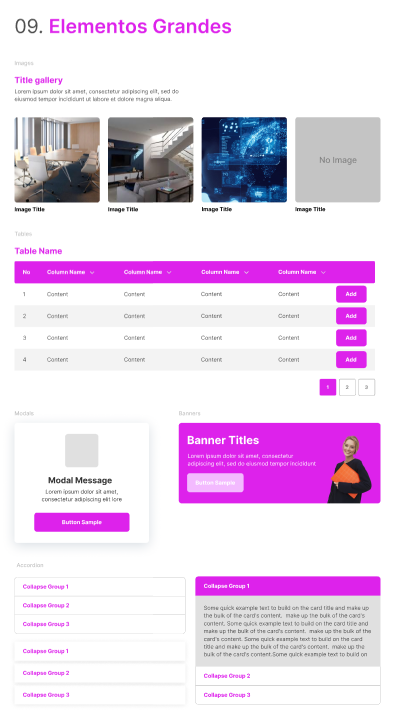 09. Elementos Grandes
Imagns
Title gallery
Lorem ipsum dolor sit amet, consectetur adipiscing elit, sed do
eiusmod tempor incididunt ut labore et dolore magna aliqua.
No Image
Image Title
Image Title
Image Title
Image Title
Tables
Table Name
No Column Name Column Name Column Name Column Name
1 Content Content Content Content Add
2 Content Content Content Content Add
3 Content Content Content Content Add
4 Content Content Content Content Add
1 2 3
Modals
Modal Message
Lorem ipsum dolor sit amet,
consectetur adipiscing ekt lore
Button Sample
Banners
Banner Titles
Lorem ipsum dolor sit amet, consectetur
adipiscing elit, sed do eiusmod tempor incididunt
Button Sample
Accordion
Collapse Group 1
Collapse Group 2
Collapse Group 3
Collapse Group 1
Collapse Group 2
Collapse Group 3
Collapse Group 1
Some quick example text to build on the card title and make up
the bulk of the card's content. make up the bulk of the card's
content. Some quick example text to build on the card title and
make up the bulk of the card's content. make up the bulk of the
card's content. Some quick example text to build on the card title
and make up the bulk of the card's content. make up the bulk of
the card's content.Some quick example text to build on
Collapse Group 2
Collapse Group 3